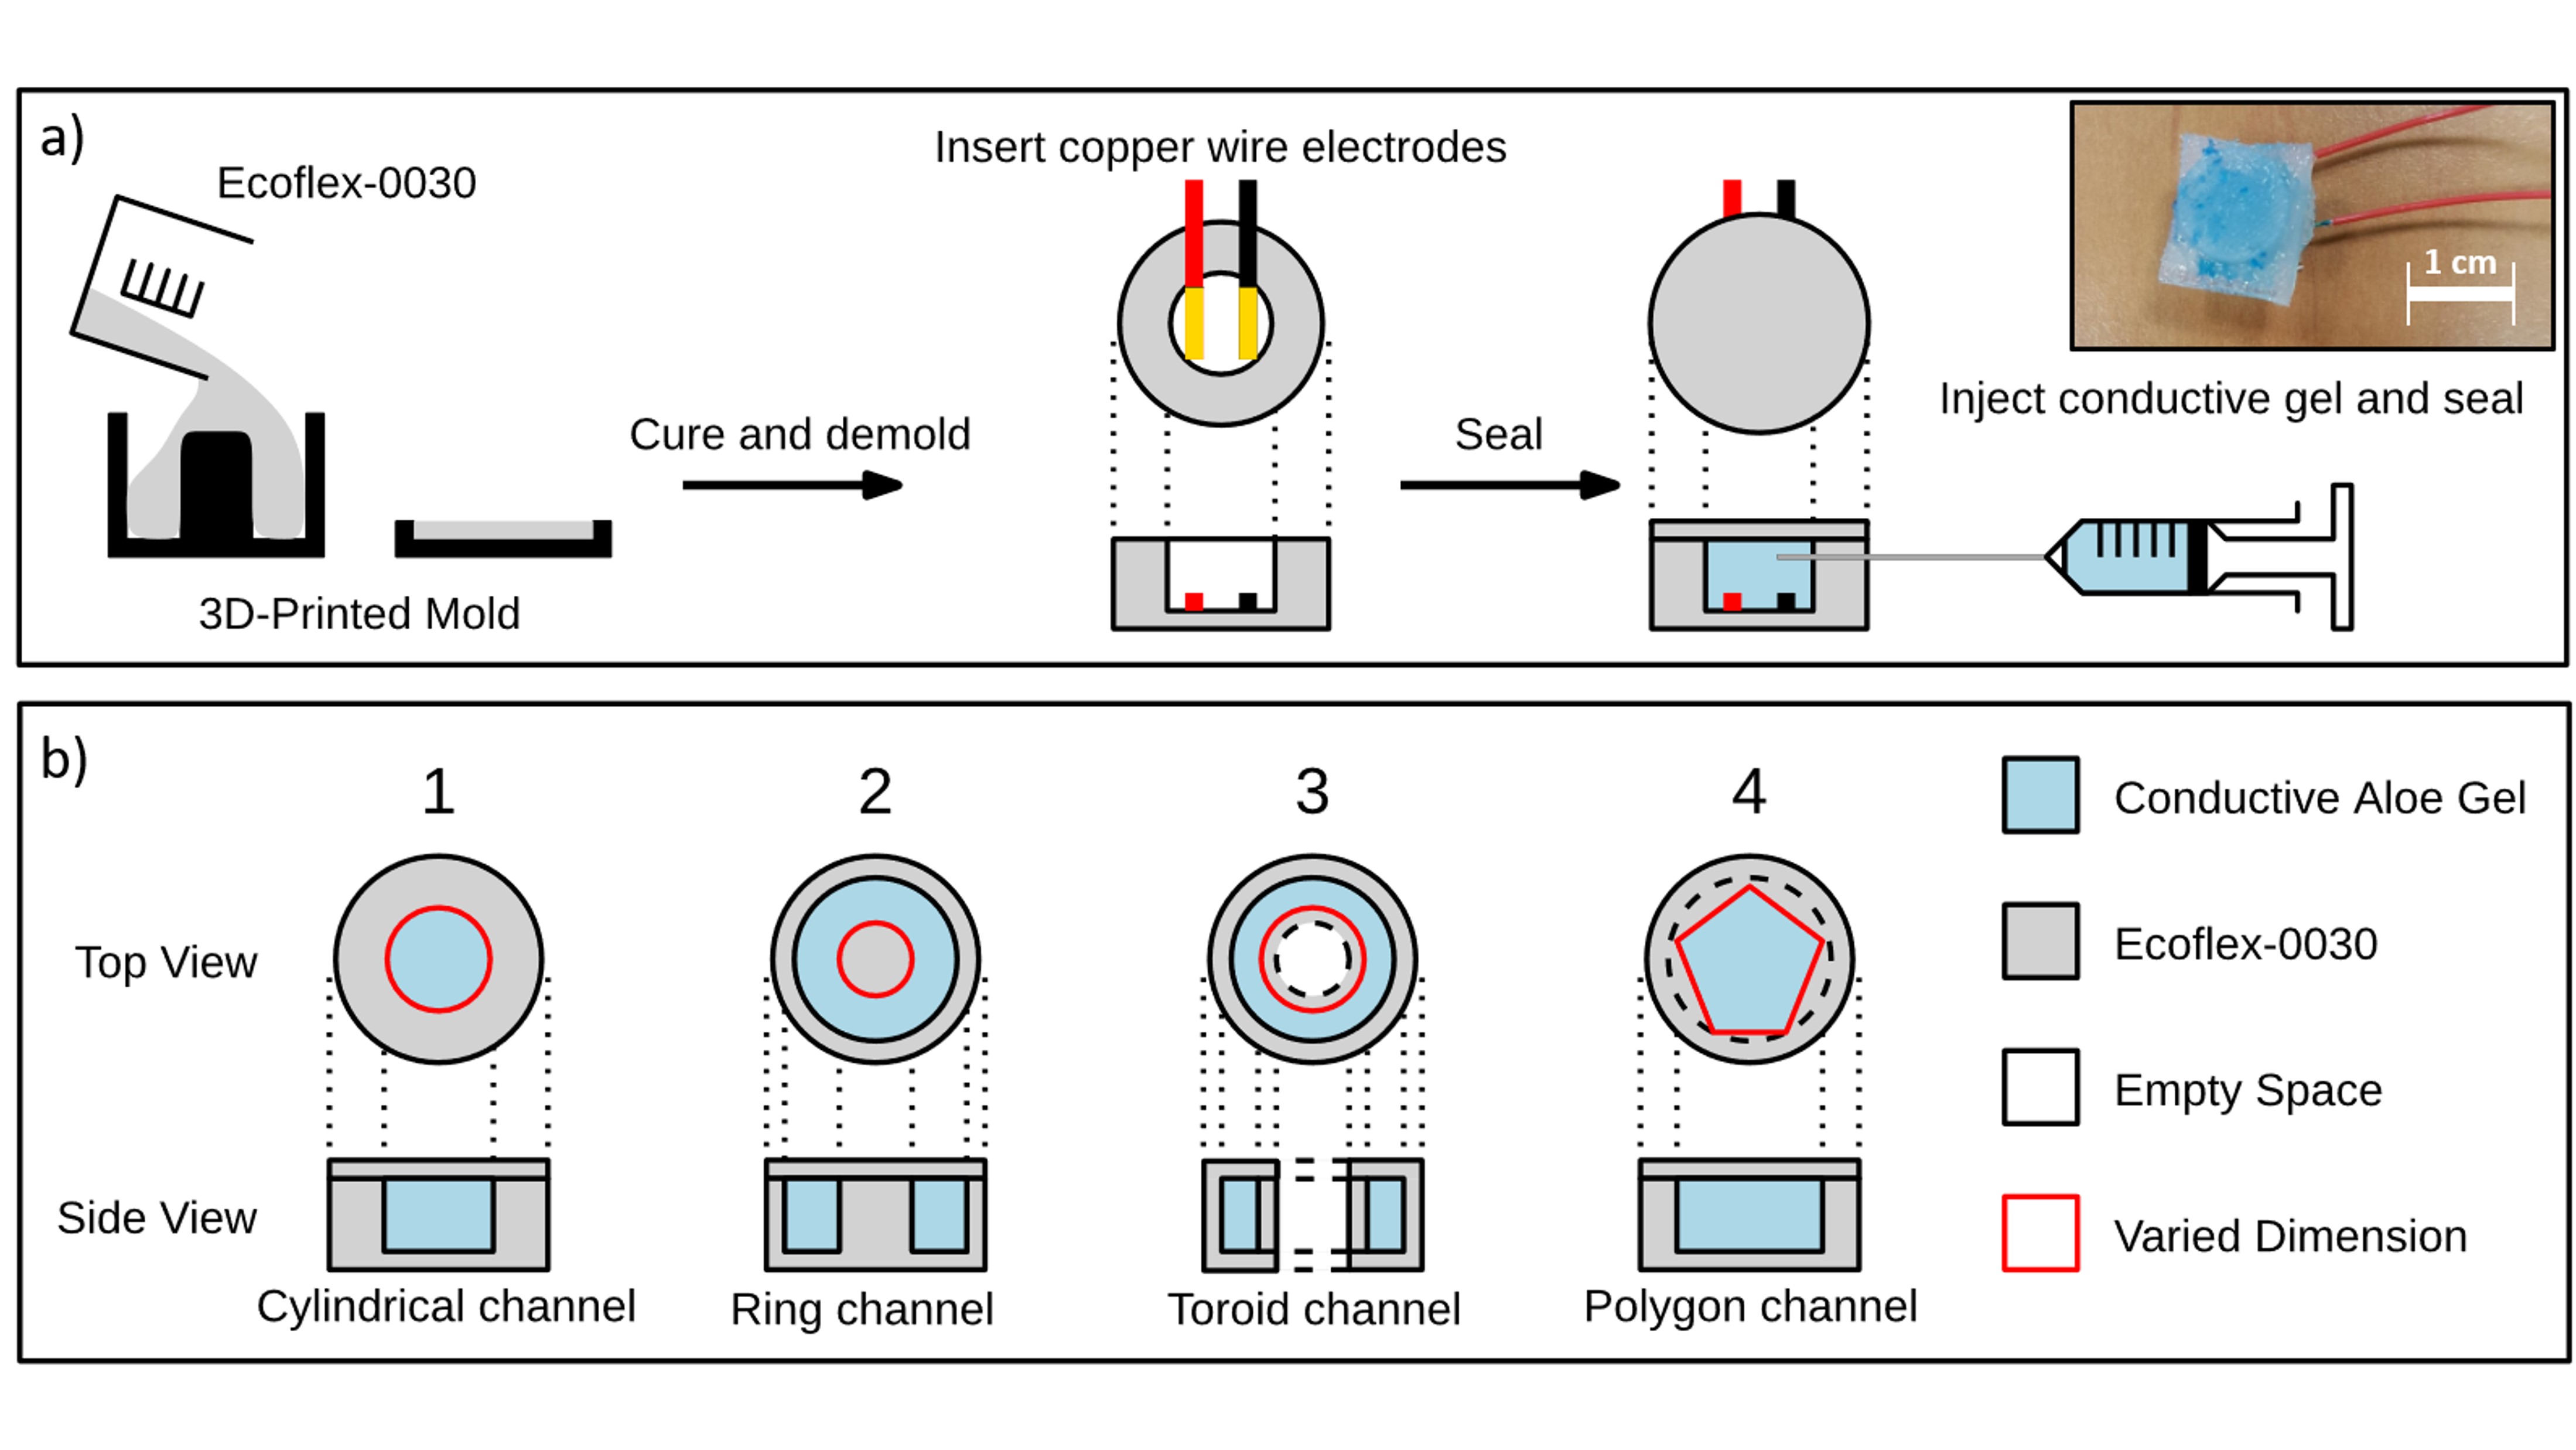 a)
Ecoflex-0030
3D-Printed Mold
Cure and demold
Insert copper wire electrodes
Seal
1 cm
Inject conductive gel and seal
b)
1
2
3
4
Top View
Side View
Cylindrical channel
Ring channel
Toroid channel
Polygon channel
Conductive Aloe Gel
Ecoflex-0030
Empty Space
Varied Dimension